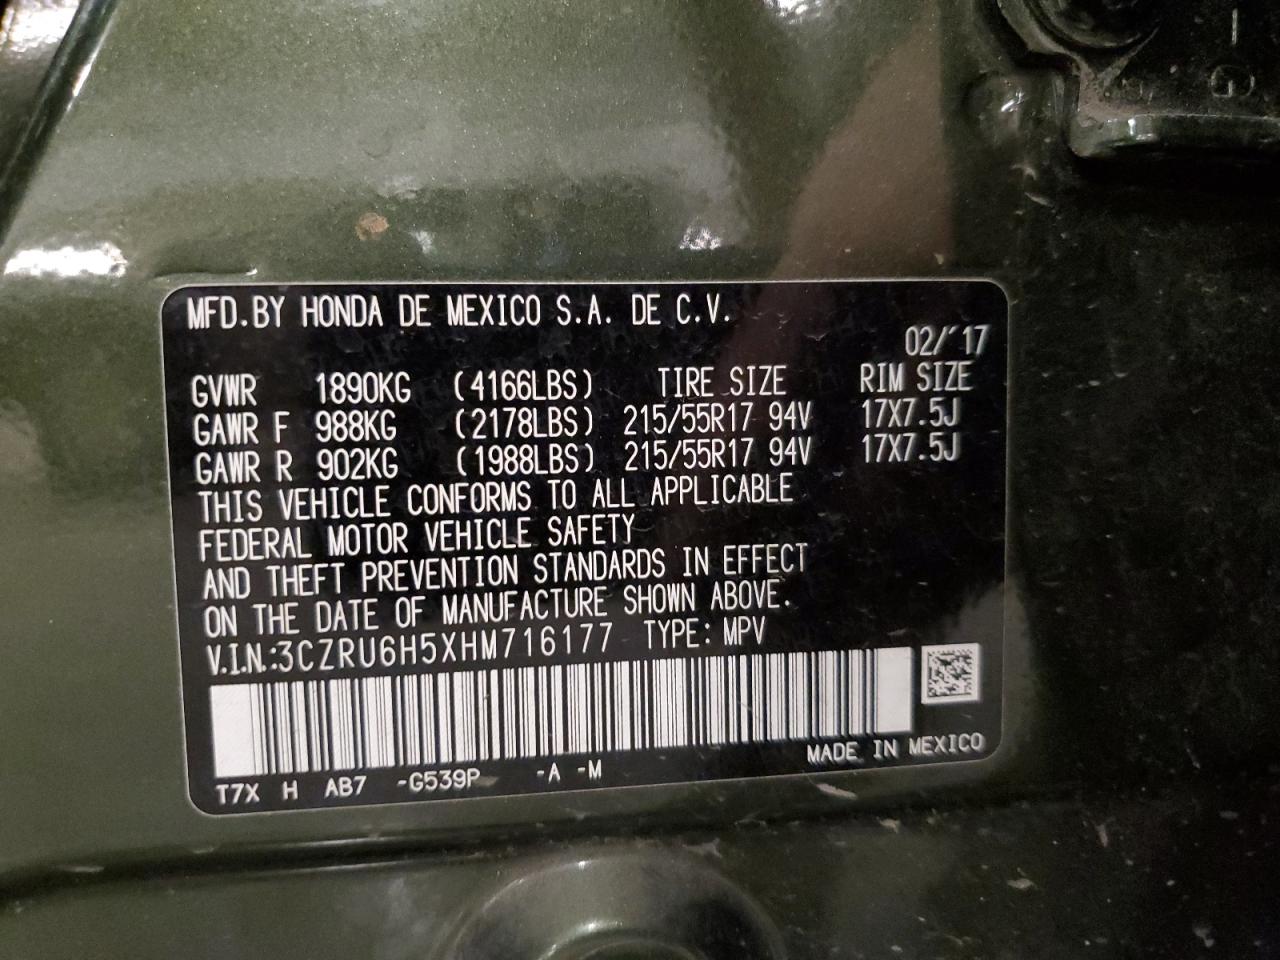 MFD.BY HONDA DE MEXICO S.A. DE C.V.
02/'17
GVWR 1890KG (4166LBS) TIRE SIZE RIM SIZE
GAWR F 988KG (2178LBS) 215/55R17 94V 17X7.5J
GAWR R 902KG (1988LBS) 215/55R17 94V 17X7.5J
THIS VEHICLE CONFORMS TO ALL APPLICABLE
FEDERAL MOTOR VEHICLE SAFETY
AND THEFT PREVENTION STANDARDS IN EFFECT
ON THE DATE OF MANUFACTURE SHOWN ABOVE.
V.I.N.:3CZRU6H5XHM716177 TYPE: MPV
MADE IN MEXICO
T7X H AB7 -G539P -A -M